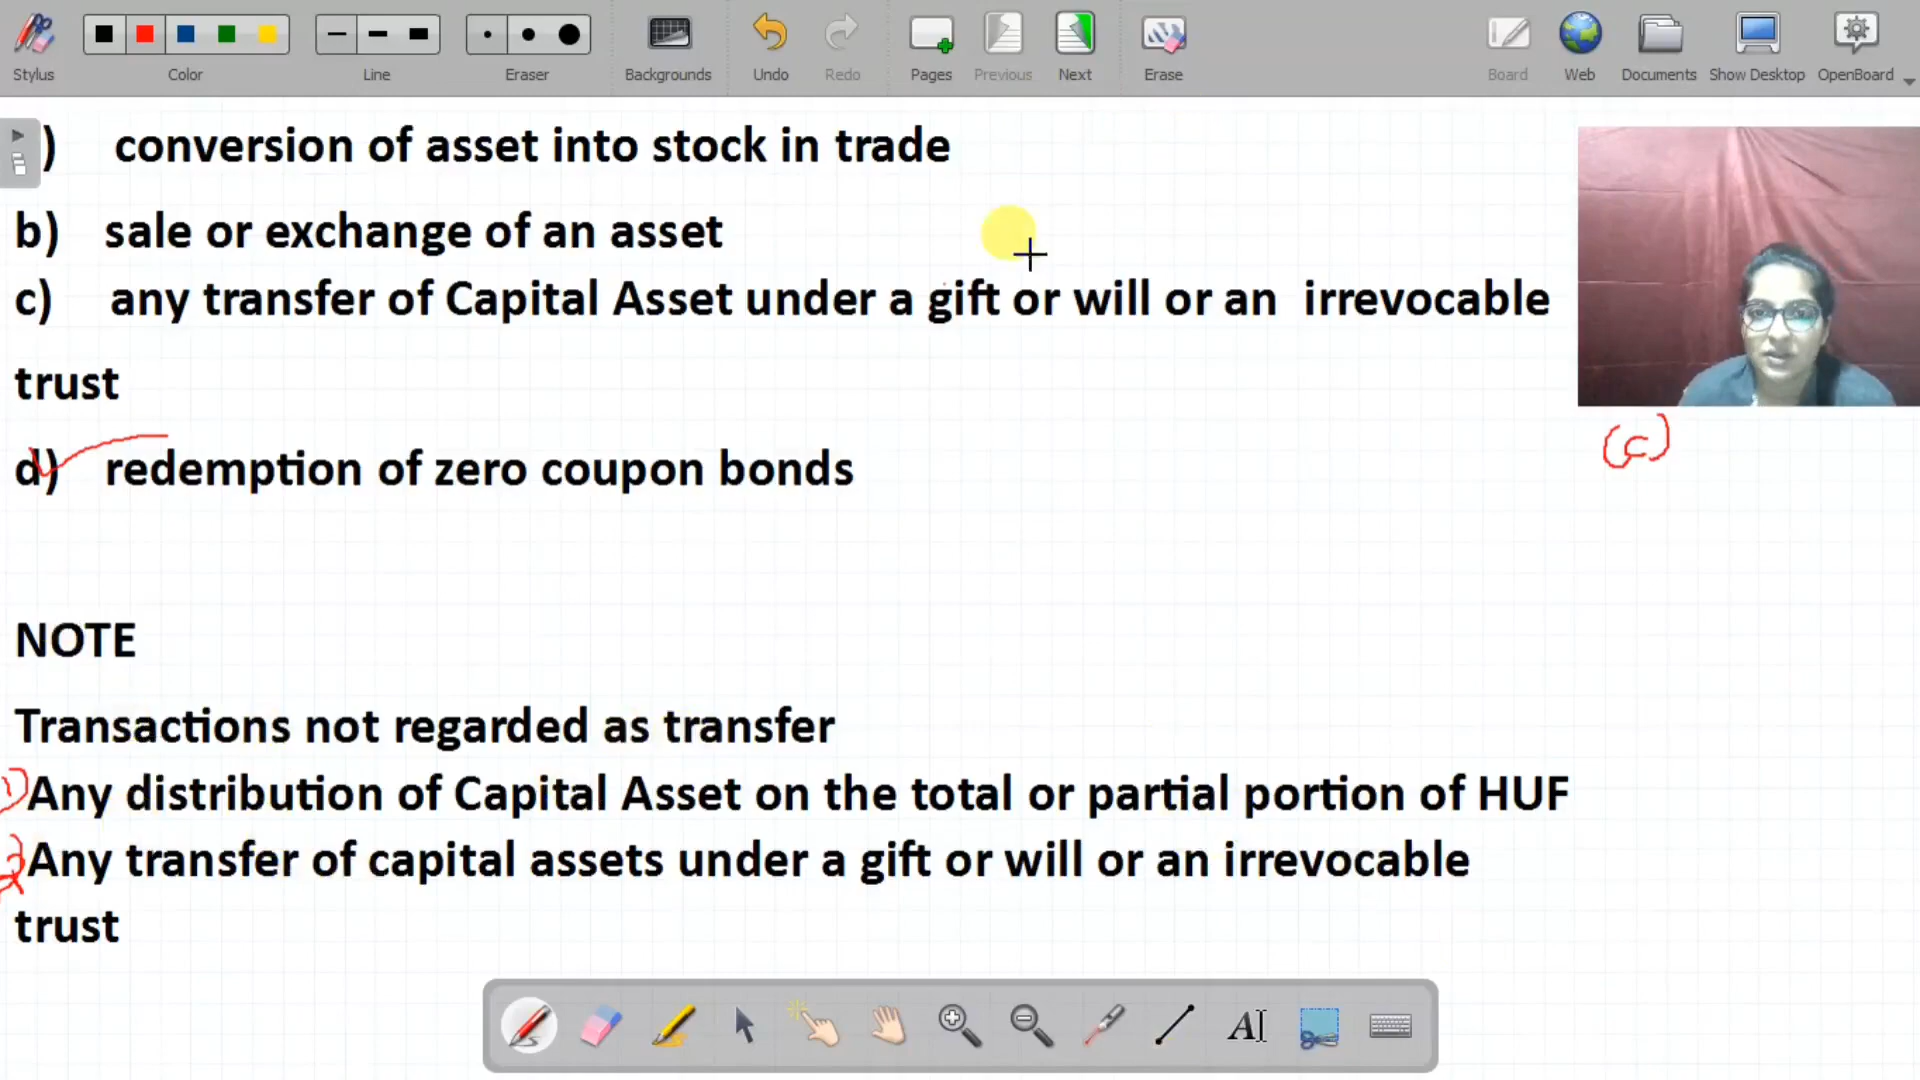 Stylus Color Line Eraser Backgrounds Undo Redo Pages Previous Next Erase Board Web Documents Show Desktop OpenBoard
) conversion of asset into stock in trade
b) sale or exchange of an asset
c) any transfer of Capital Asset under a gift or will or an irrevocable
trust
(c)
d) redemption of zero coupon bonds
NOTE
Transactions not regarded as transfer
1) Any distribution of Capital Asset on the total or partial portion of HUF
2) Any transfer of capital assets under a gift or will or an irrevocable
trust